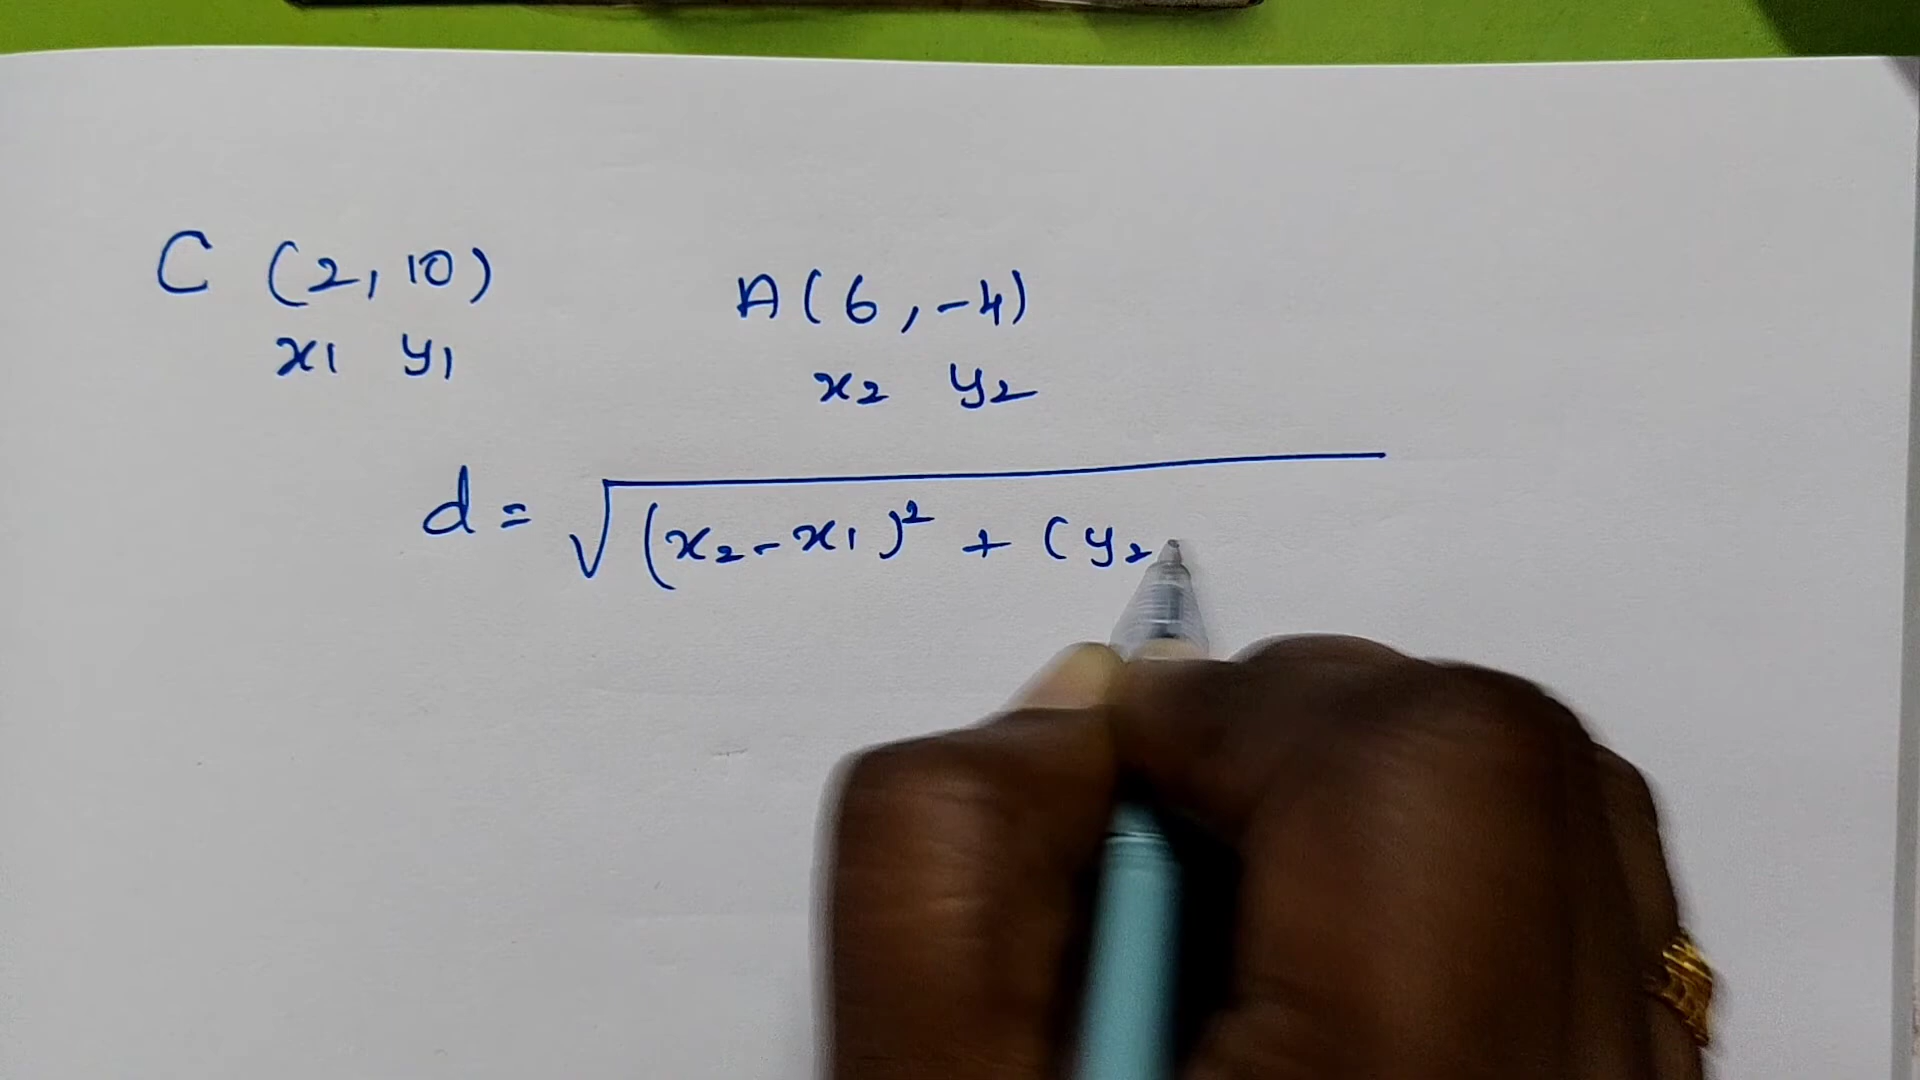 C (2, 10) A(6, -4)
x1 y1 x2 y2
d = √(x2 - x1)² + (y2